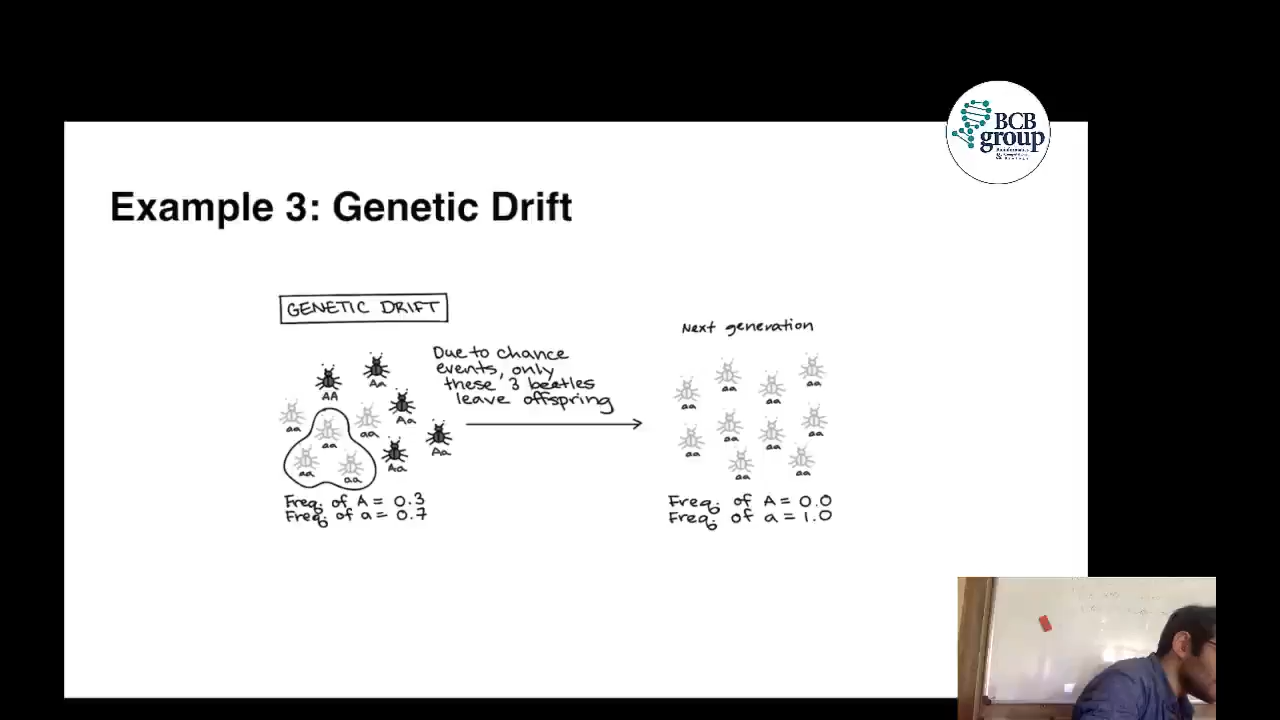 BCB
group
Example 3: Genetic Drift
GENETIC DRIFT
Due to chance
events, only
these 3 beetles
leave offspring
Next generation
AA
Aa
Aa
Aa
Aa
aa
aa
aa
aa
aa
Freq. of A = 0.3
Freq. of a = 0.7
aa
aa
aa
aa
aa
aa
aa
aa
aa
aa
Freq. of A = 0.0
Freq. of a = 1.0